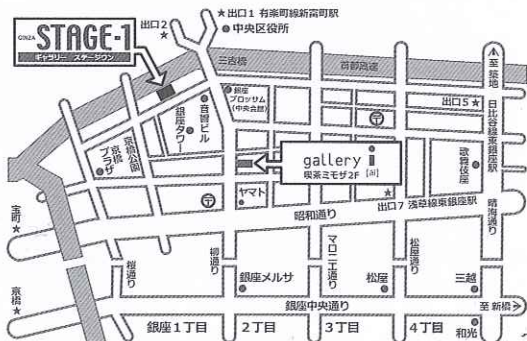 出口2
★出口1 有楽町線新富町駅
中央区役所
GINZA STAGE-1
ギャラリー ステージワン
三吉橋
首都高速
至 築地
銀座
ブロッサム
(中央会館)
出口5★
音響ビル
銀座タワー
京橋公園
京橋プラザ
日比谷線東銀座駅
gallery
喫茶ミモザ2F
[ai]
歌舞伎座
ヤマト
出口7 浅草線東銀座駅
昭和通り
宝町
桜通り
柳通り
マロニエ通り
松屋通り
晴海通り
銀座メルサ
松屋
三越
京橋
銀座中央通り
至 新橋
銀座1丁目
2丁目
3丁目
4丁目
和光